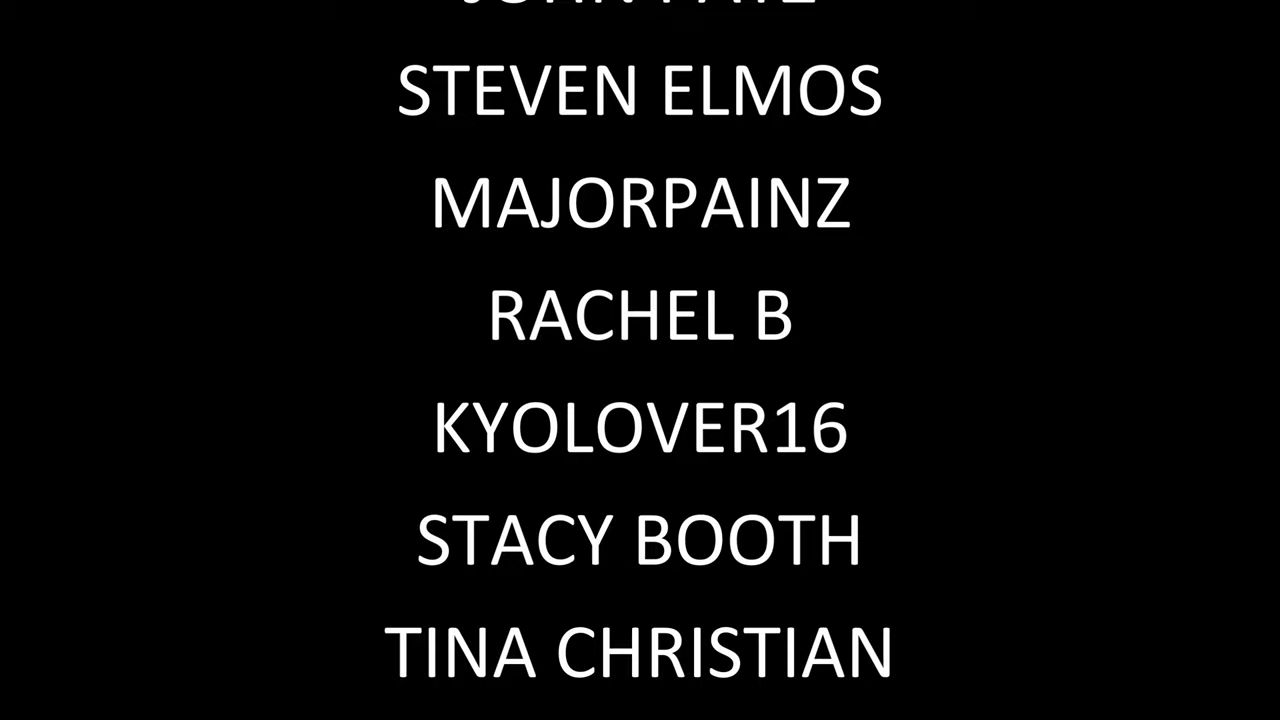 STEVEN ELMOS
MAJORPAINZ
RACHEL B
KYOLOVER16
STACY BOOTH
TINA CHRISTIAN